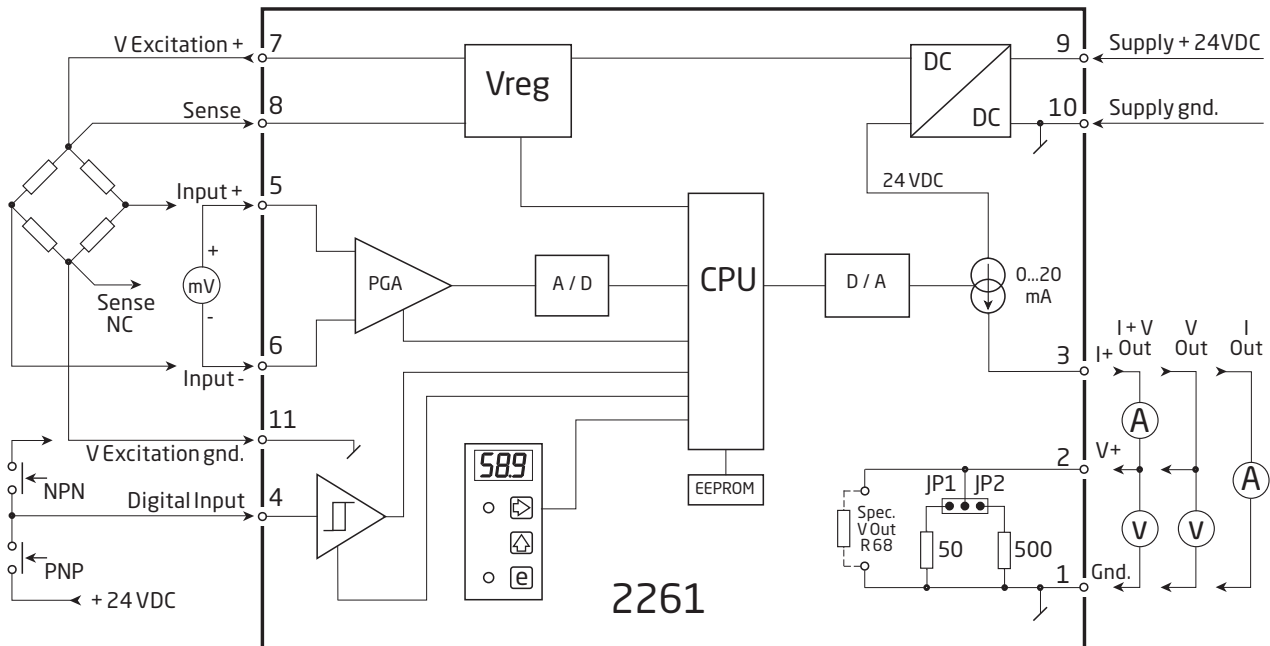 V Excitation +
7
9
Supply + 24VDC
Vreg
DC
DC
Sense
8
10
Supply gnd.
Input +
5
24 VDC
+
mV
-
PGA
A / D
CPU
D / A
0...20
mA
Sense
NC
6
Input -
3
I+
I + V
Out
V
Out
I
Out
A
11
V Excitation gnd.
58.9
2
V+
A
NPN
Digital Input
4
EEPROM
JP1
JP2
Spec.
V Out
R 68
50
500
V
V
PNP
e
1
Gnd.
+ 24 VDC
2261